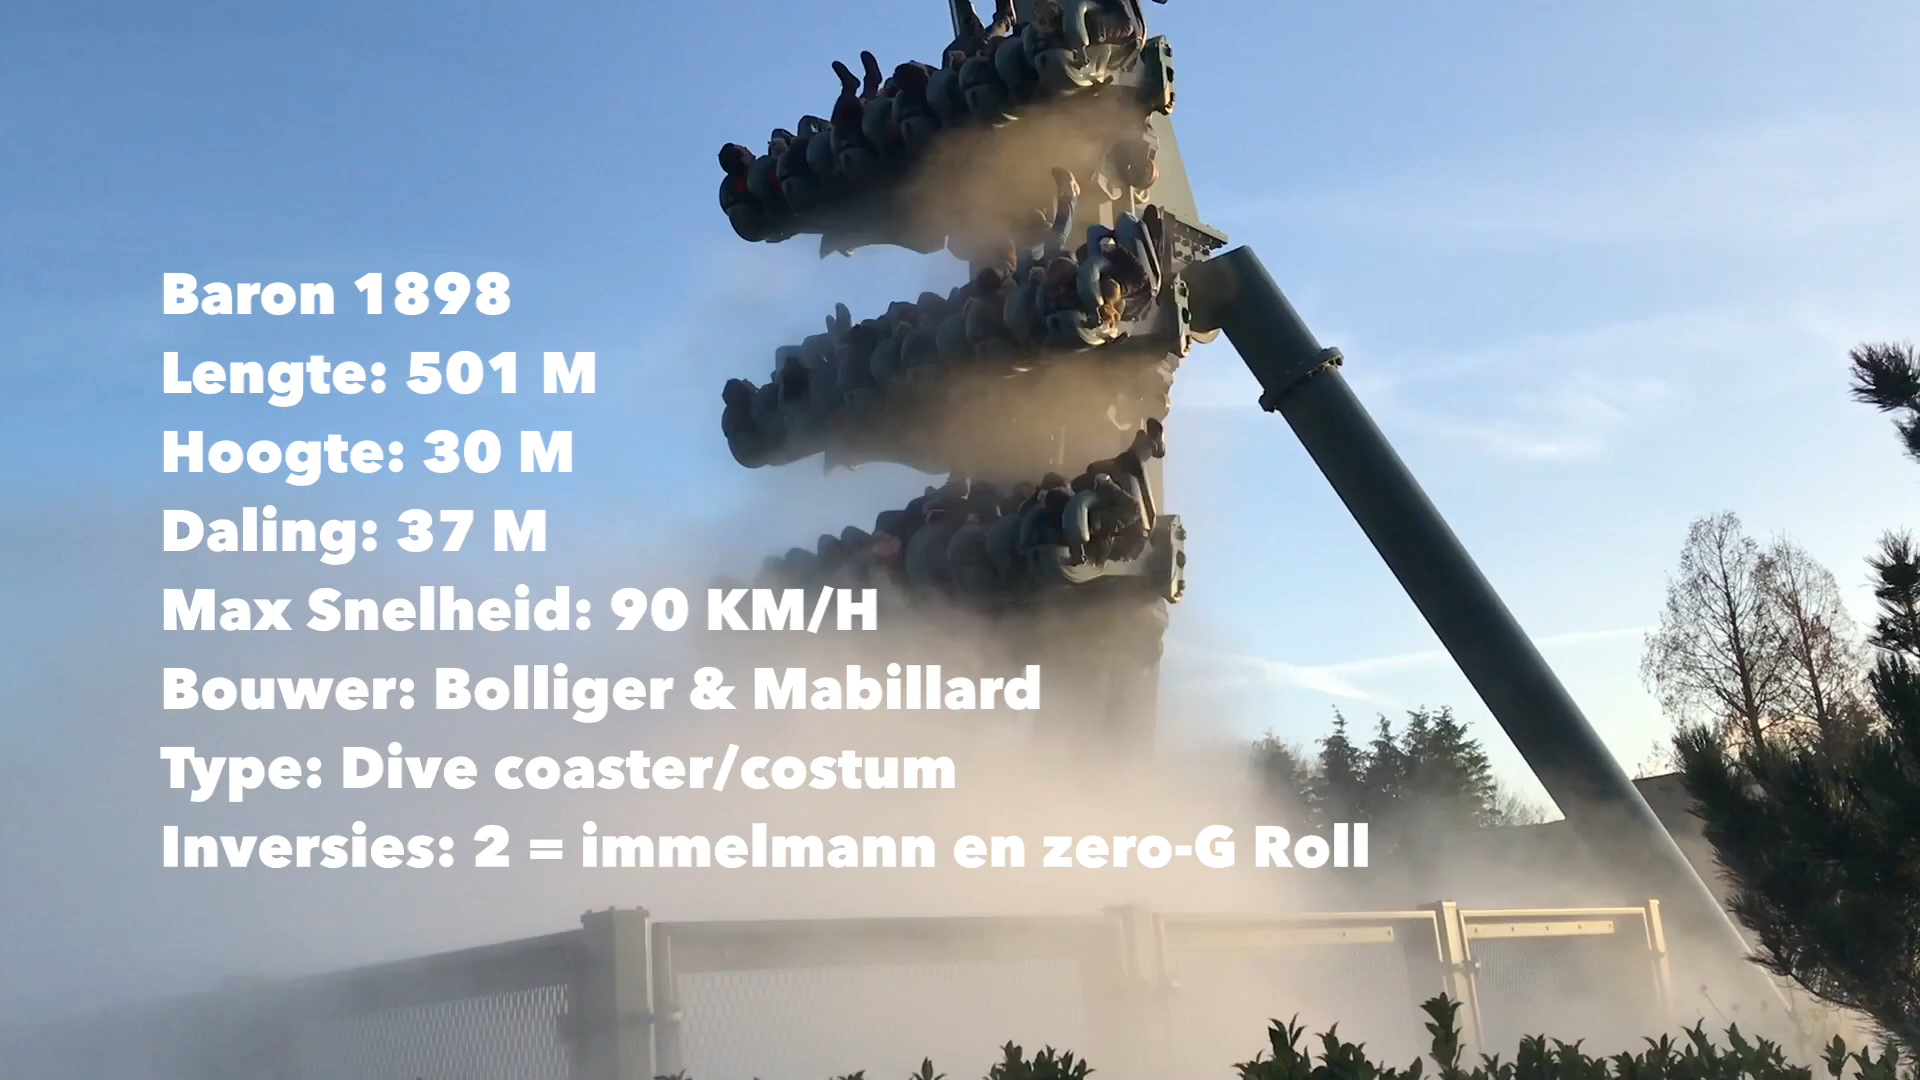 Baron 1898
Lengte: 501 M
Hoogte: 30 M
Daling: 37 M
Max Snelheid: 90 KM/H
Bouwer: Bolliger & Mabillard
Type: Dive coaster/costum
Inversies: 2 = immelmann en zero-G Roll